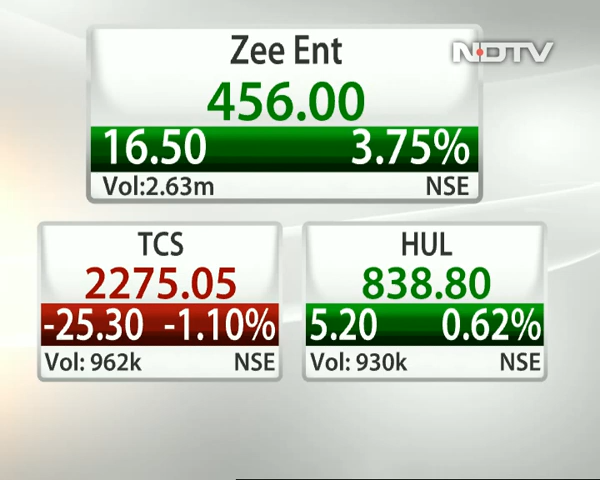 Zee Ent
NDTV
456.00
16.50 3.75%
Vol:2.63m NSE
TCS
2275.05
-25.30 -1.10%
Vol: 962k NSE
HUL
838.80
5.20 0.62%
Vol: 930k NSE